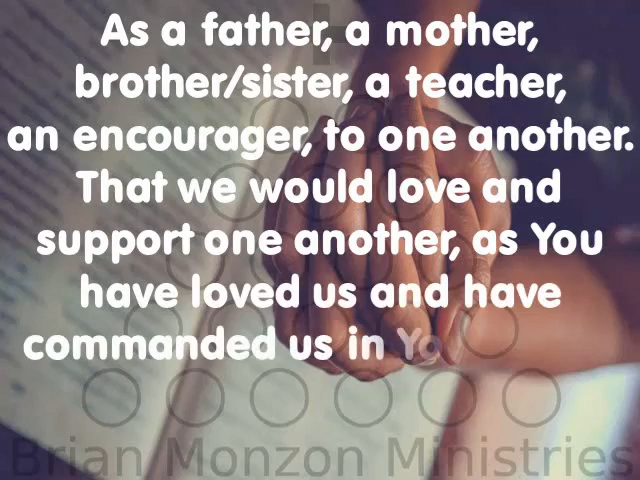 As a father, a mother,
brother/sister, a teacher,
an encourager, to one another.
That we would love and
support one another, as You
have loved us and have
commanded us in Yo
Brian Monzon Ministries